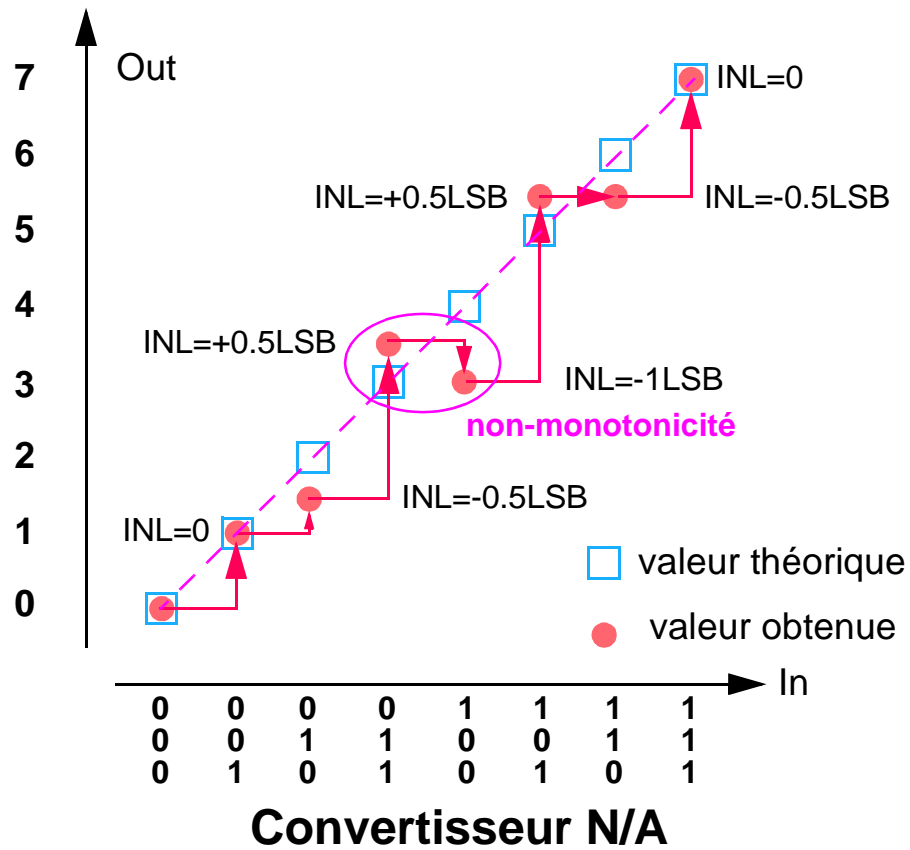 Out
7
INL=0
6
INL=+0.5LSB
INL=-0.5LSB
5
4
INL=+0.5LSB
3
INL=-1LSB
non-monotonicité
2
INL=-0.5LSB
1
INL=0
valeur théorique
0
valeur obtenue
In
0 0 0 0 1 1 1 1
0 0 1 1 0 0 1 1
0 1 0 1 0 1 0 1
Convertisseur N/A